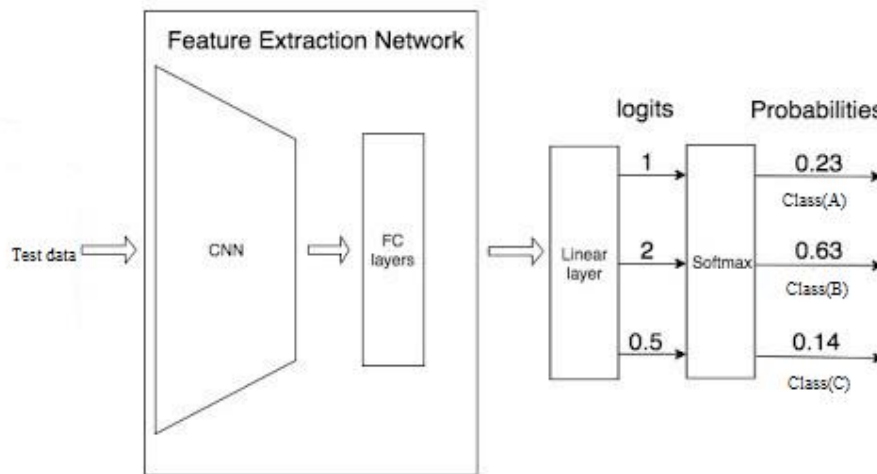 Feature Extraction Network
logits
Probabilities
1
0.23
Class(A)
Test data
CNN
FC
layers
Linear
layer
2
Softmax
0.63
Class(B)
0.5
0.14
Class(C)